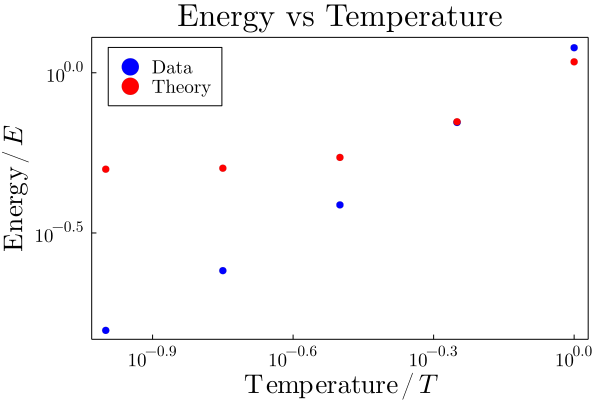 Energy vs Temperature
Energy / E
10^0.0
10^−0.5
Data
Theory
10^−0.9
10^−0.6
10^−0.3
10^0.0
Temperature / T